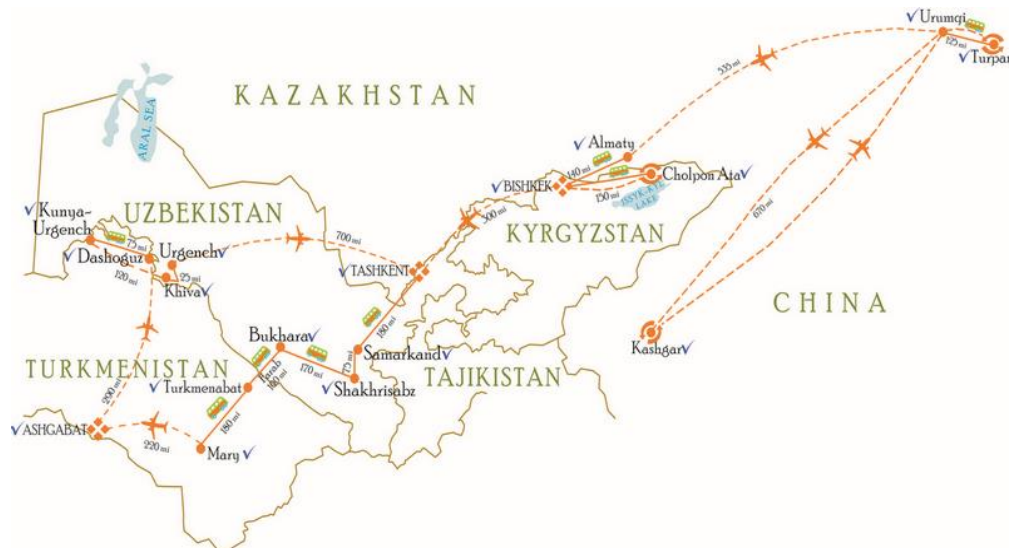 Urumqi
125 mi
Turpan
535 mi
KAZAKHSTAN
ARAL SEA
Almaty
140 mi
BISHKEK
Cholpon Ata
150 mi
ISSYK-KYL
LAKE
Kunya-
Urgench
UZBEKISTAN
75 mi
Urgench
700 mi
500 mi
KYRGYZSTAN
670 mi
Dashoguz
120 mi
25 mi
Khiva
TASHKENT
CHINA
180 mi
Bukhara
Samarkand
Kashgar
TURKMENISTAN
Farab
100 mi
170 mi
75 mi
TAJIKISTAN
Turkmenabat
Shakhrisabz
290 mi
180 mi
ASHGABAT
220 mi
Mary